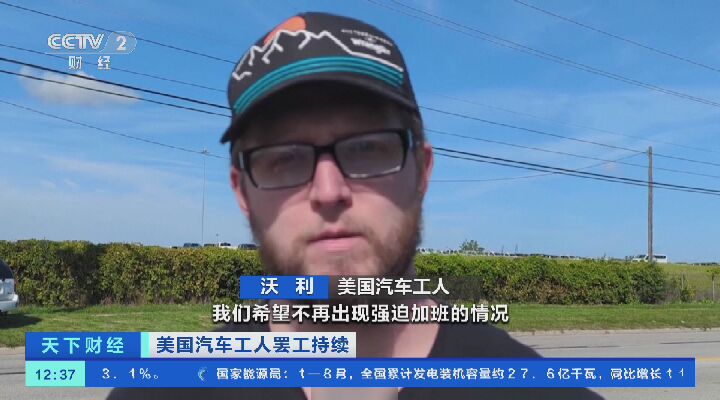 CCTV 2
财经
wrangler
沃利 美国汽车工人
我们希望不再出现强迫加班的情况
天下财经 美国汽车工人罢工持续
12:37 3．1%。 国家能源局：1—8月，全国累计发电装机容量约27．6亿千瓦，同比增长11